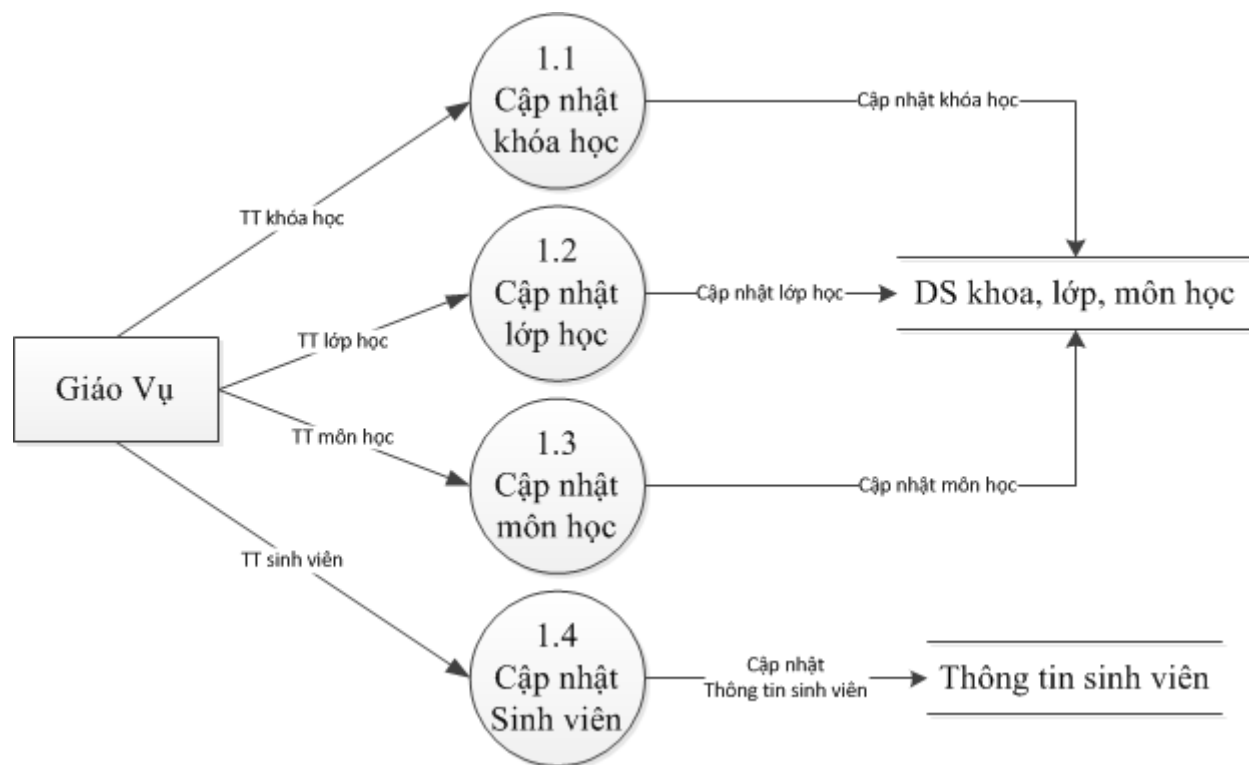 1.1
Cập nhật
khóa học
Cập nhật khóa học
TT khóa học
1.2
Cập nhật
lớp học
Cập nhật lớp học
DS khoa, lớp, môn học
TT lớp học
Giáo Vụ
TT môn học
1.3
Cập nhật
môn học
Cập nhật môn học
TT sinh viên
1.4
Cập nhật
Sinh viên
Cập nhật
Thông tin sinh viên
Thông tin sinh viên